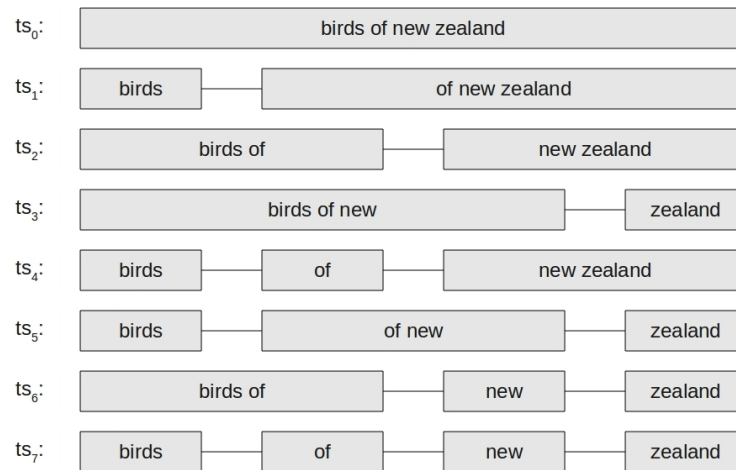 ts0: birds of new zealand
ts1: birds of new zealand
ts2: birds of new zealand
ts3: birds of new zealand
ts4: birds of new zealand
ts5: birds of new zealand
ts6: birds of new zealand
ts7: birds of new zealand